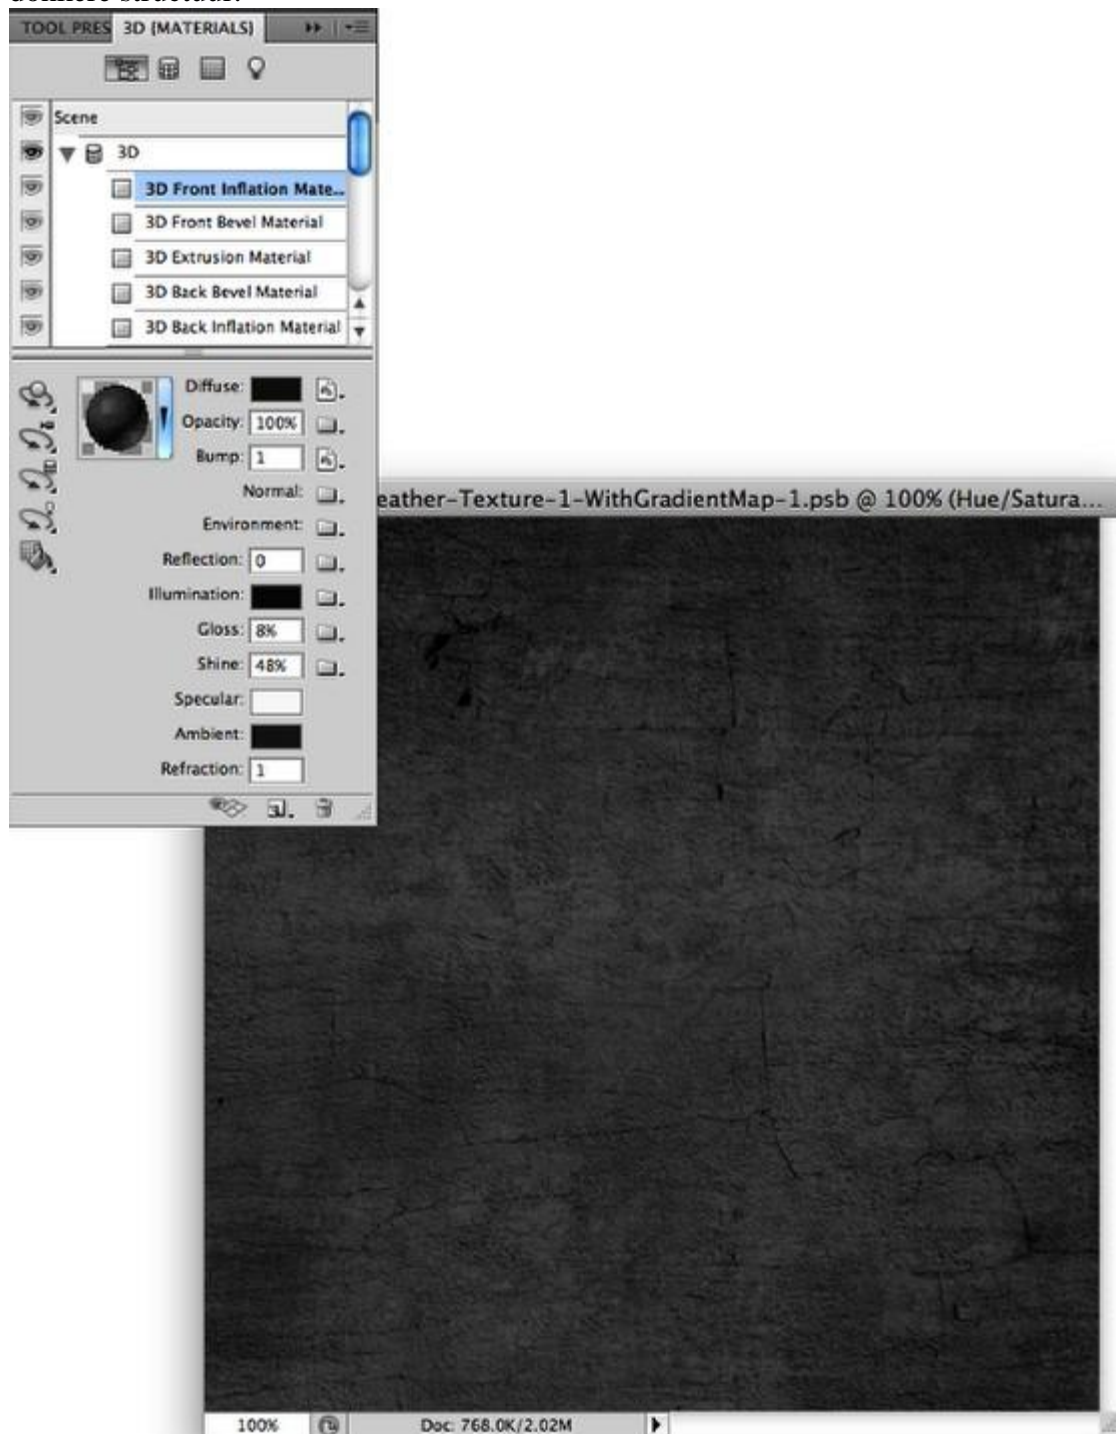 donkere structuur.
TOOL PRES 3D {MATERIALS}
Scene
3D
3D Front Inflation Mate...
3D Front Bevel Material
3D Extrusion Material
3D Back Bevel Material
3D Back Inflation Material
Diffuse:
Opacity: 100%
Bump: 1
Normal:
Environment:
Reflection: 0
Illumination:
Gloss: 8%
Shine: 48%
Specular:
Ambient:
Refraction: 1
eather-Texture-1-WithGradientMap-1.psb @ 100% (Hue/Satura...
100% Doc: 768.0K/2.02M